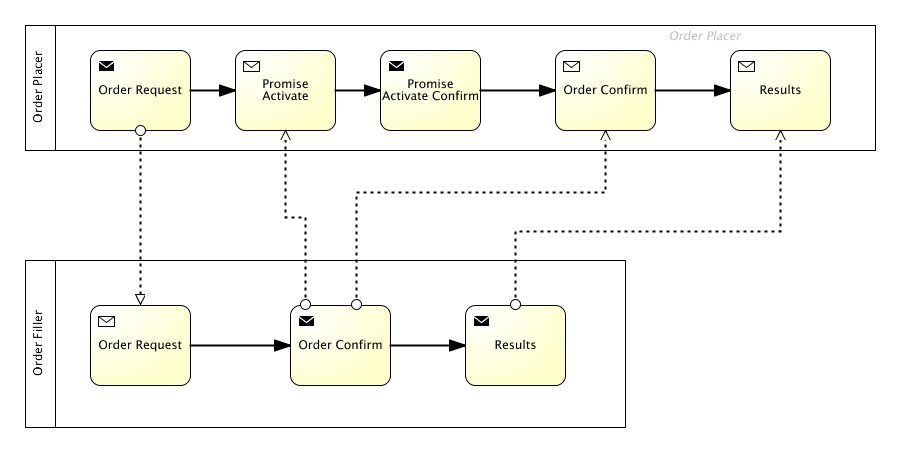 Order Placer
Order Placer
Order Request
Promise
Activate
Promise
Activate Confirm
Order Confirm
Results
Order Filler
Order Request
Order Confirm
Results